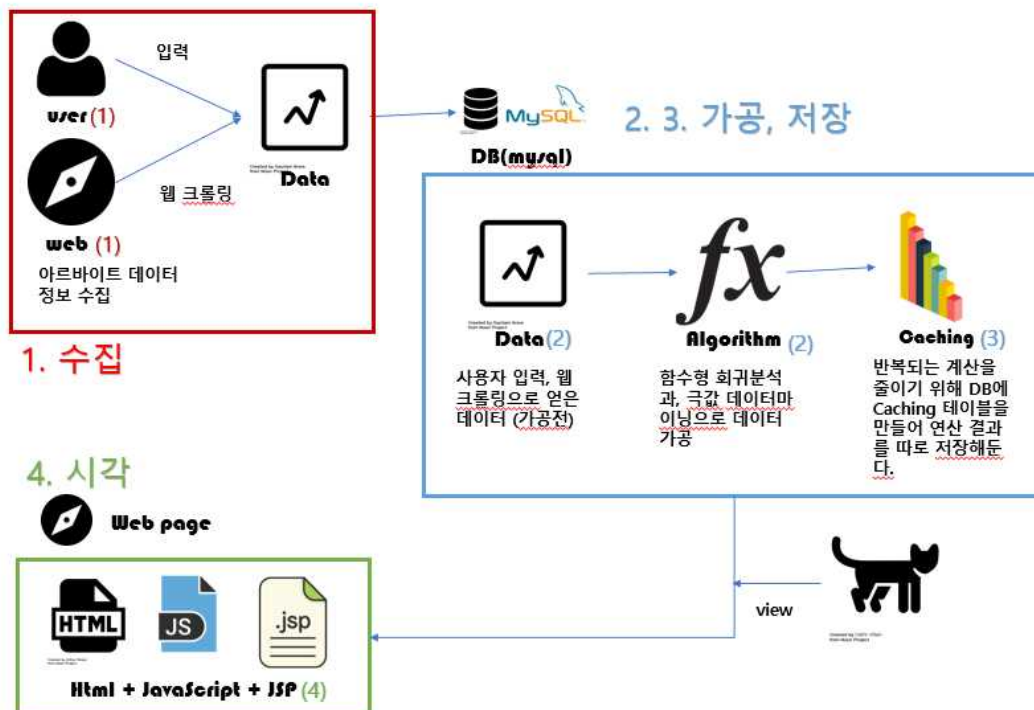 입력
user (1)
Data
웹 크롤링
web (1)
아르바이트 데이터
정보 수집
1. 수집
MySQL
DB(mysql)
2. 3. 가공, 저장
Data (2)
사용자 입력, 웹
크롤링으로 얻은
데이터 (가공전)
fx
Algorithm (2)
함수형 회귀분석
과, 극값 데이터마
이닝으로 데이터
가공
Caching (3)
반복되는 계산을
줄이기 위해 DB에
Caching 테이블을
만들어 연산 결과
를 따로 저장해둔
다.
4. 시각
Web page
HTML
JS
.jsp
Html + JavaScript + JSP (4)
view